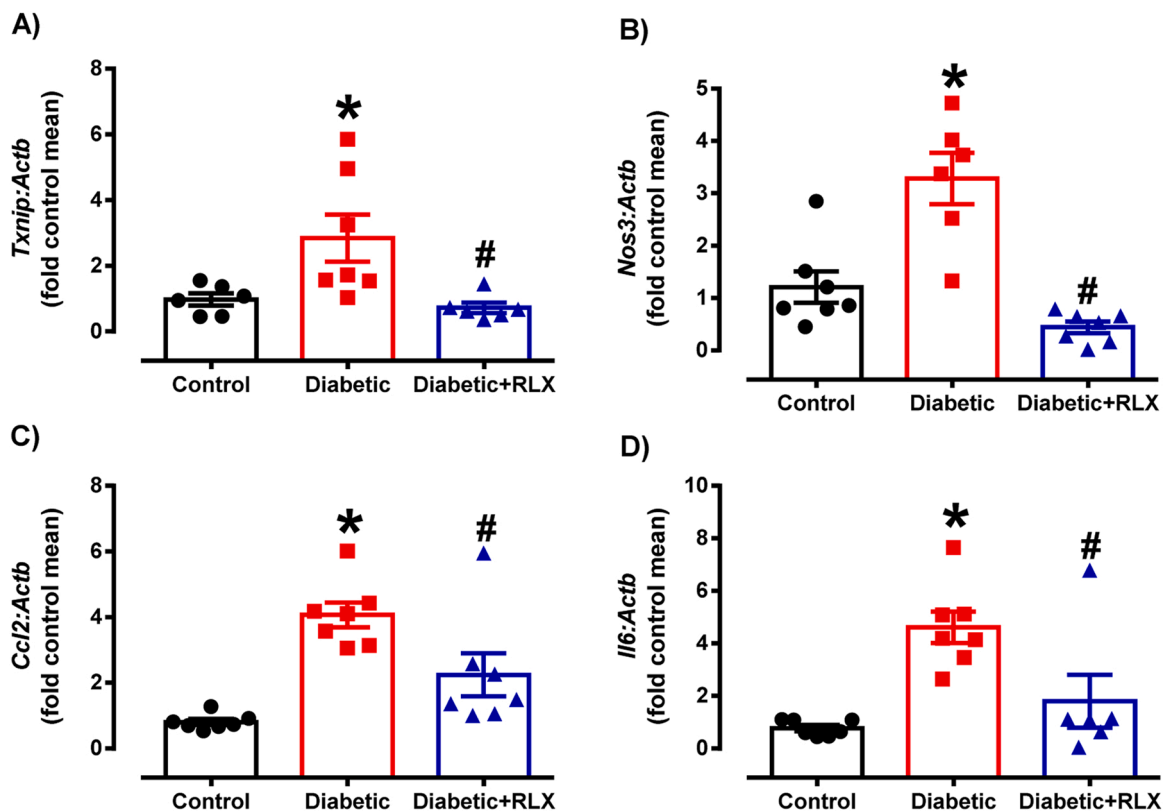 A)
Txnip:Actb
(fold control mean)
8
6
4
2
0
*
#
Control Diabetic Diabetic+RLX
B)
Nos3:Actb
(fold control mean)
5
4
3
2
1
0
*
#
Control Diabetic Diabetic+RLX
C)
Ccl2:Actb
(fold control mean)
8
6
4
2
0
*
#
Control Diabetic Diabetic+RLX
D)
Il6:Actb
(fold control mean)
10
8
6
4
2
0
*
#
Control Diabetic Diabetic+RLX